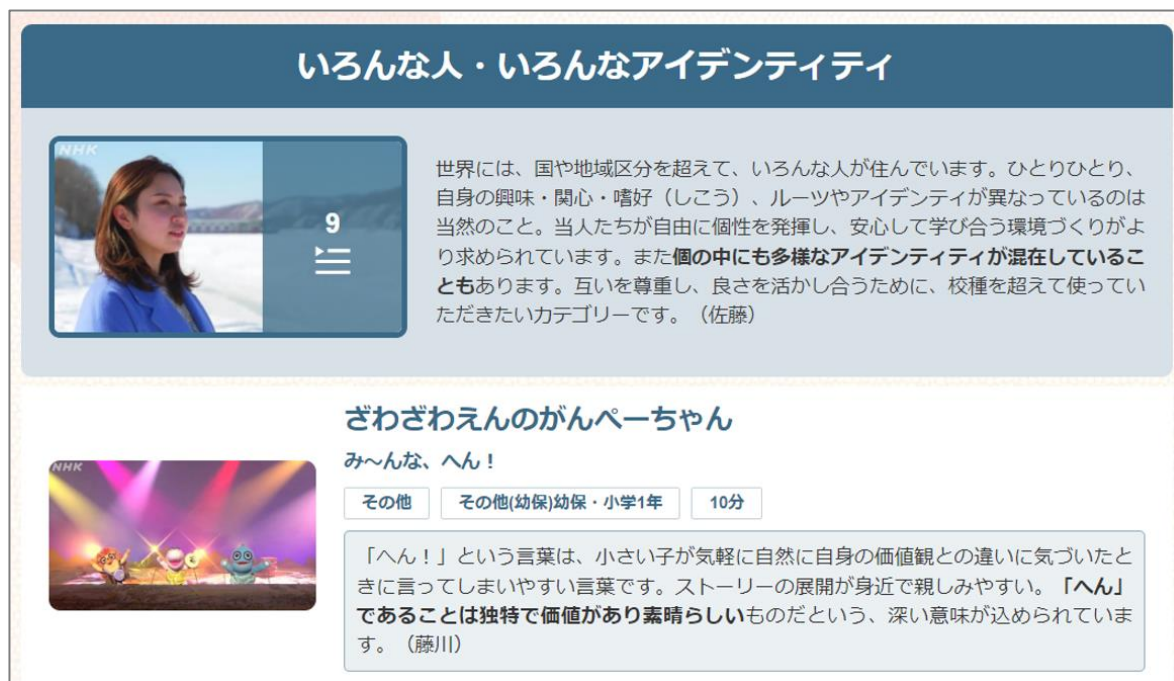 いろんな人・いろんなアイデンティティ
NHK
9
世界には、国や地域区分を超えて、いろんな人が住んでいます。ひとりひとり、
自身の興味・関心・嗜好（しこう）、ルーツやアイデンティが異なっているのは
当然のこと。当人たちが自由に個性を発揮し、安心して学び合う環境づくりがよ
り求められています。また個の中にも多様なアイデンティティが混在しているこ
ともあります。互いを尊重し、良さを活かし合うために、校種を超えて使ってい
ただきたいカテゴリーです。（佐藤）
NHK
ざわざわえんのがんぺーちゃん
み～んな、へん！
その他 その他(幼保)幼保・小学1年 10分
「へん！」という言葉は、小さい子が気軽に自然に自身の価値観との違いに気づいたと
きに言ってしまいやすい言葉です。ストーリーの展開が身近で親しみやすい。「へん」
であることは独特で価値があり素晴らしいものだという、深い意味が込められていま
す。（藤川）